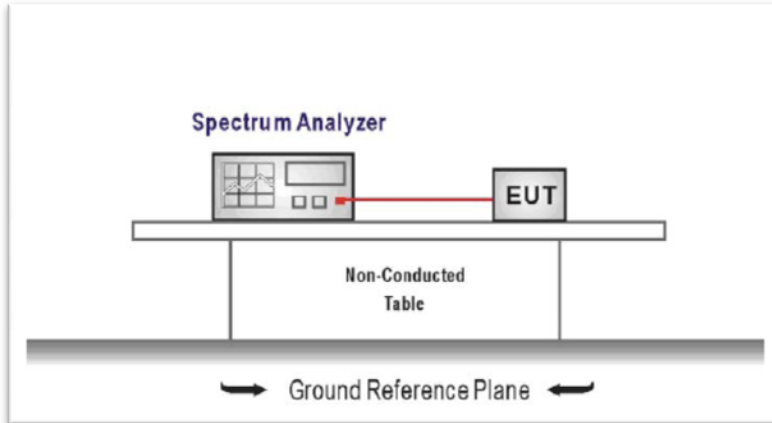 Spectrum Analyzer
EUT
Non-Conducted
Table
Ground Reference Plane